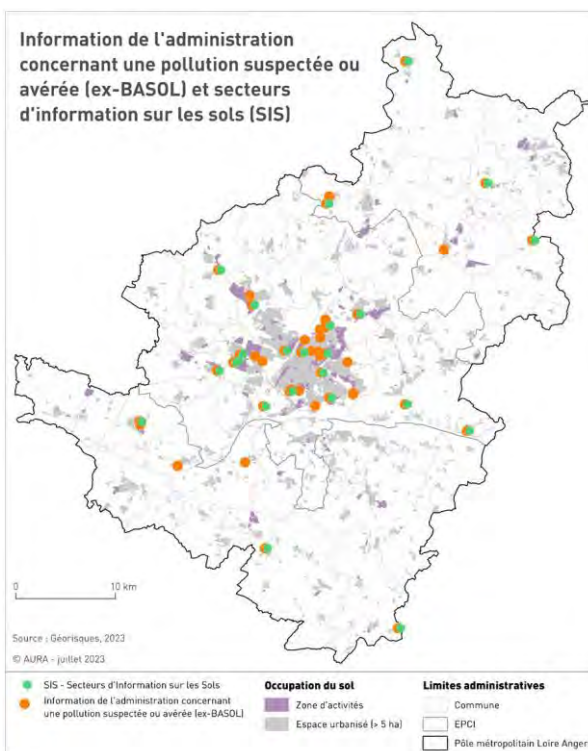 Information de l'administration
concernant une pollution suspectée ou
avérée (ex-BASOL) et secteurs
d'information sur les sols (SIS)
0 10 km
Source : Géorisques, 2023
© AURA - juillet 2023
SIS - Secteurs d'Information sur les Sols
Information de l'administration concernant
une pollution suspectée ou avérée (ex-BASOL)
Occupation du sol
Zone d'activités
Espace urbanisé (> 5 ha)
Limites administratives
Commune
EPCI
Pôle métropolitain Loire Anger